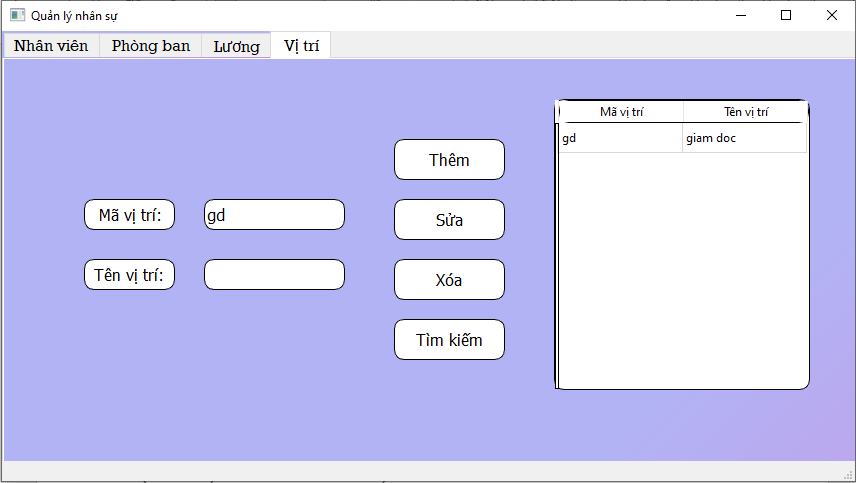 Quản lý nhân sự
Nhân viên Phòng ban Lương Vị trí
Mã vị trí: gd
Tên vị trí:
Thêm
Sửa
Xóa
Tìm kiếm
Mã vị trí Tên vị trí
gd giam doc